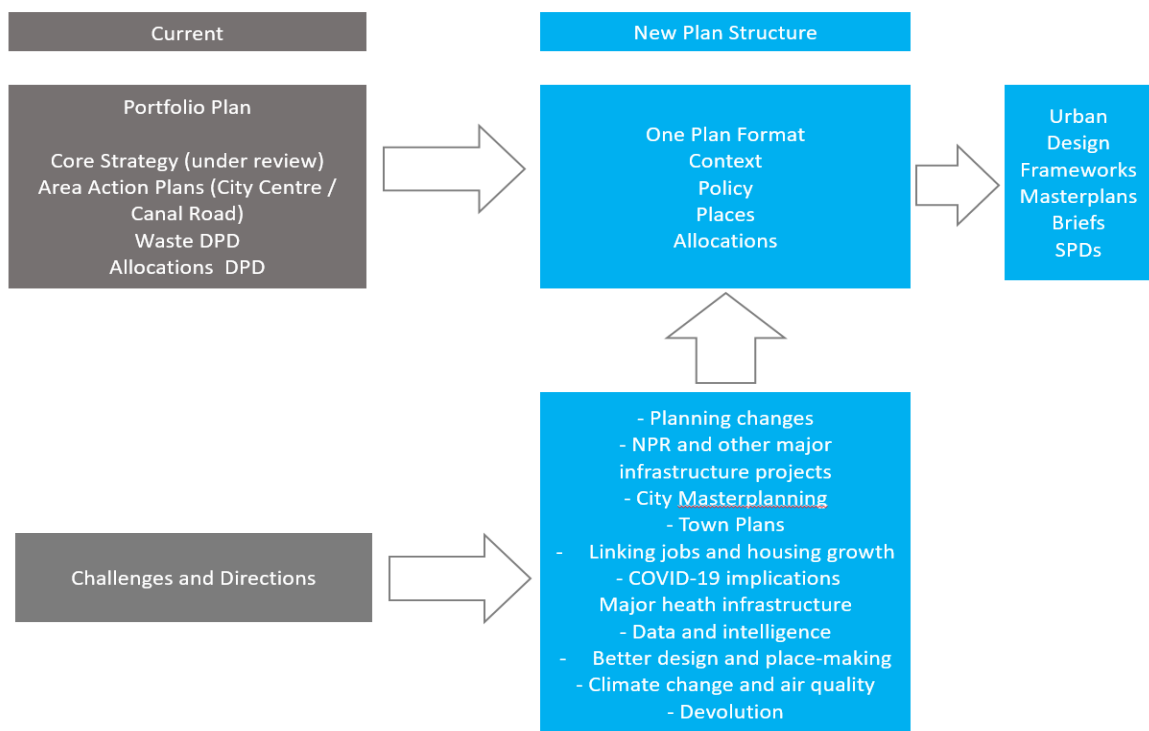 Current
New Plan Structure
Portfolio Plan
Core Strategy (under review)
Area Action Plans (City Centre /
Canal Road)
Waste DPD
Allocations DPD
One Plan Format
Context
Policy
Places
Allocations
Urban
Design
Frameworks
Masterplans
Briefs
SPDs
Challenges and Directions
- Planning changes
- NPR and other major
infrastructure projects
- City Masterplanning
- Town Plans
- Linking jobs and housing growth
- COVID-19 implications
Major heath infrastructure
- Data and intelligence
- Better design and place-making
- Climate change and air quality
- Devolution